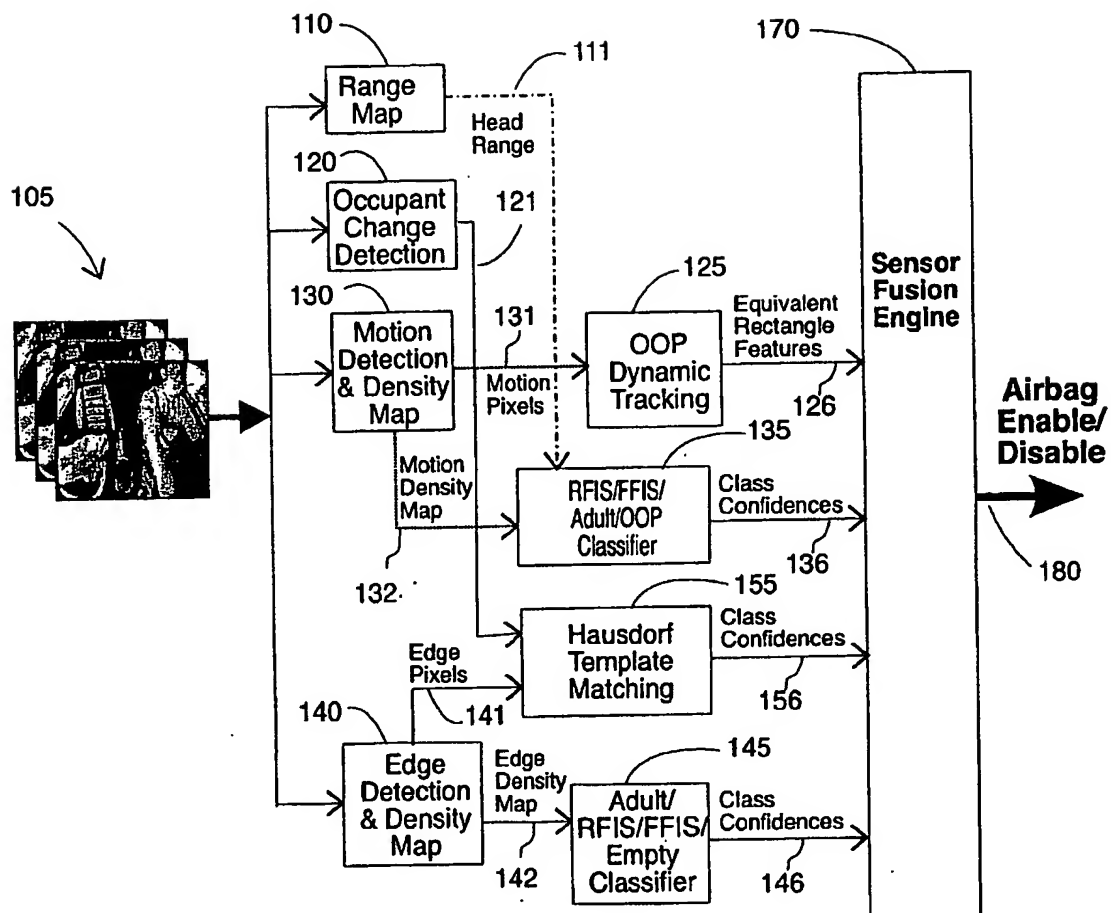 110
Range
Map
111
Head
Range
170
105
120
Occupant
Change
Detection
121
130
Motion
Detection
& Density
Map
131
Motion
Pixels
125
OOP
Dynamic
Tracking
Equivalent
Rectangle
Features
126
Sensor
Fusion
Engine
Airbag
Enable/
Disable
180
Motion
Density
Map
132
135
RFIS/FFIS/
Adult/OOP
Classifier
Class
Confidences
136
155
Hausdorf
Template
Matching
Class
Confidences
156
Edge
Pixels
141
140
Edge
Detection
& Density
Map
Edge
Density
Map
142
145
Adult/
RFIS/FFIS/
Empty
Classifier
Class
Confidences
146